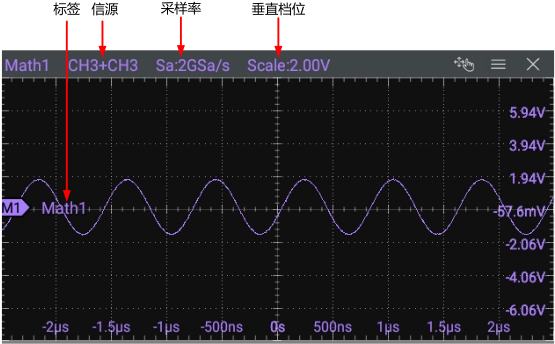 标签 信源 采样率 垂直档位
Math1 CH3+CH3 Sa:2GSa/s Scale:2.00V
5.94V
3.94V
1.94V
M1 Math1 -57.6mV
-2.06V
-4.06V
-6.06V
-2μs -1.5μs -1μs -500ns 0s 500ns 1μs 1.5μs 2μs